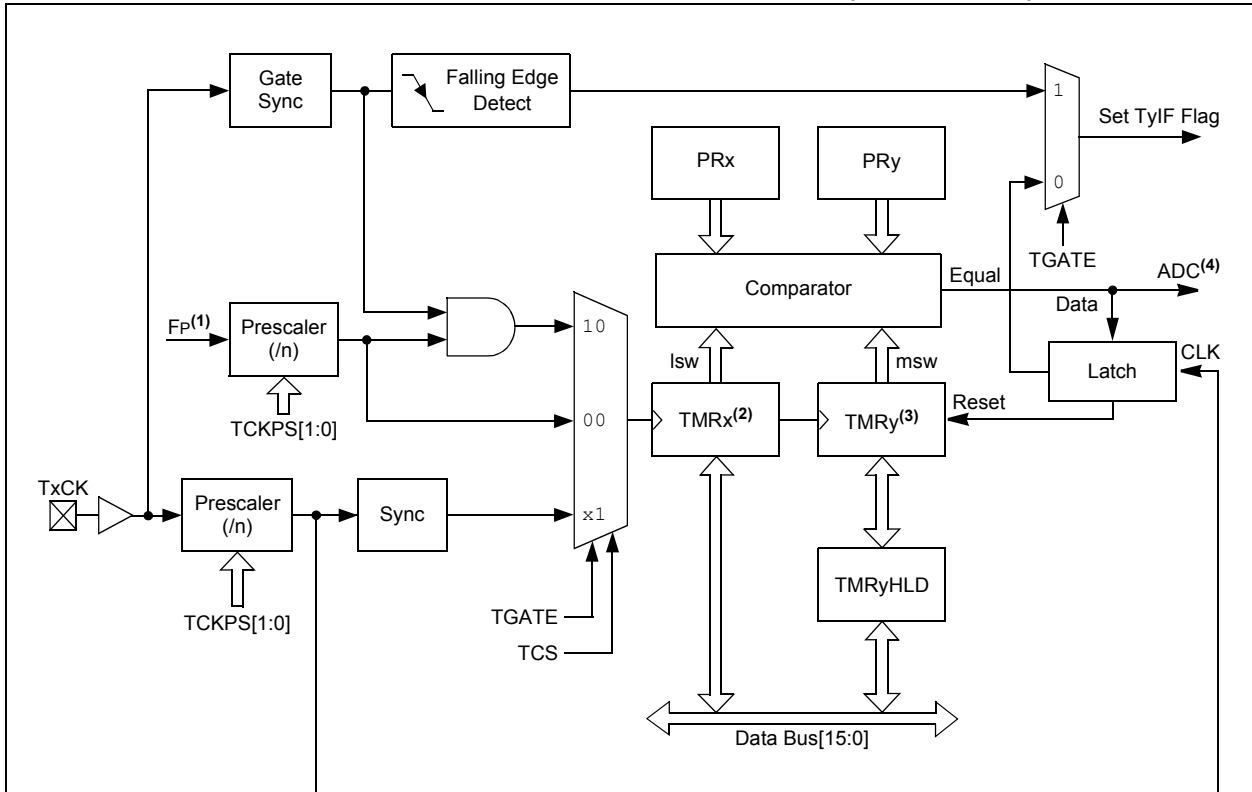 Gate
Sync
Falling Edge
Detect
1
Set TyIF Flag
PRx
PRy
0
TGATE
Comparator
Equal
ADC(4)
Data
FP(1)
Prescaler
(/n)
10
lsw
msw
CLK
Latch
TCKPS[1:0]
00
TMRx(2)
TMRy(3)
Reset
TxCK
Prescaler
(/n)
Sync
x1
TMRyHLD
TCKPS[1:0]
TGATE
TCS
Data Bus[15:0]